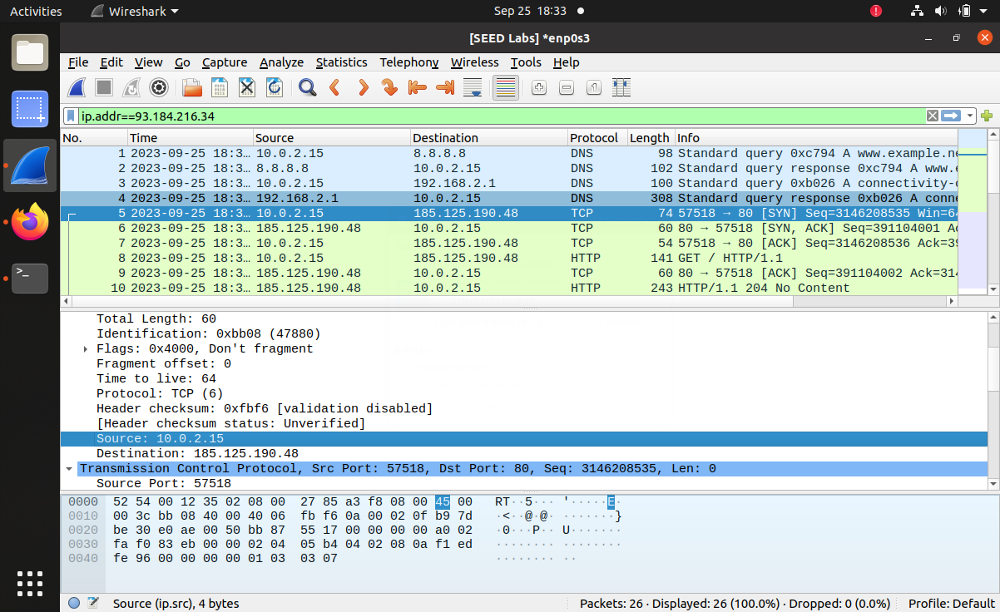 Activities Wireshark Sep 25 18:33
[SEED Labs] *enp0s3
File Edit View Go Capture Analyze Statistics Telephony Wireless Tools Help
ip.addr==93.184.216.34
No. Time Source Destination Protocol Length Info
1 2023-09-25 18:3… 10.0.2.15 8.8.8.8 DNS 98 Standard query 0xc794 A www.example.ne
2 2023-09-25 18:3… 8.8.8.8 10.0.2.15 DNS 102 Standard query response 0xc794 A www.e
3 2023-09-25 18:3… 10.0.2.15 192.168.2.1 DNS 100 Standard query 0xb026 A connectivity-c
4 2023-09-25 18:3… 192.168.2.1 10.0.2.15 DNS 308 Standard query response 0xb026 A conne
5 2023-09-25 18:3… 10.0.2.15 185.125.190.48 TCP 74 57518 → 80 [SYN] Seq=3146208535 Win=64
6 2023-09-25 18:3… 185.125.190.48 10.0.2.15 TCP 60 80 → 57518 [SYN, ACK] Seq=391104001 Ac
7 2023-09-25 18:3… 10.0.2.15 185.125.190.48 TCP 54 57518 → 80 [ACK] Seq=3146208536 Ack=39
8 2023-09-25 18:3… 10.0.2.15 185.125.190.48 HTTP 141 GET / HTTP/1.1
9 2023-09-25 18:3… 185.125.190.48 10.0.2.15 TCP 60 80 → 57518 [ACK] Seq=391104002 Ack=314
10 2023-09-25 18:3… 185.125.190.48 10.0.2.15 HTTP 243 HTTP/1.1 204 No Content
Total Length: 60
Identification: 0xbb08 (47880)
Flags: 0x4000, Don't fragment
Fragment offset: 0
Time to live: 64
Protocol: TCP (6)
Header checksum: 0xfbf6 [validation disabled]
[Header checksum status: Unverified]
Source: 10.0.2.15
Destination: 185.125.190.48
Transmission Control Protocol, Src Port: 57518, Dst Port: 80, Seq: 3146208535, Len: 0
Source Port: 57518
0000 52 54 00 12 35 02 08 00 27 85 a3 f8 08 00 45 00 RT··5··· '·····E·
0010 00 3c bb 08 40 00 40 06 fb f6 0a 00 02 0f b9 7d ·<··@·@· ·······}
0020 be 30 e0 ae 00 50 bb 87 55 17 00 00 00 00 a0 02 ·0···P·· U·······
0030 fa f0 83 eb 00 00 02 04 05 b4 04 02 08 0a f1 ed ········ ········
0040 fe 96 00 00 00 00 01 03 03 07 ········ ··
Source (ip.src), 4 bytes Packets: 26 · Displayed: 26 (100.0%) · Dropped: 0 (0.0%) Profile: Default